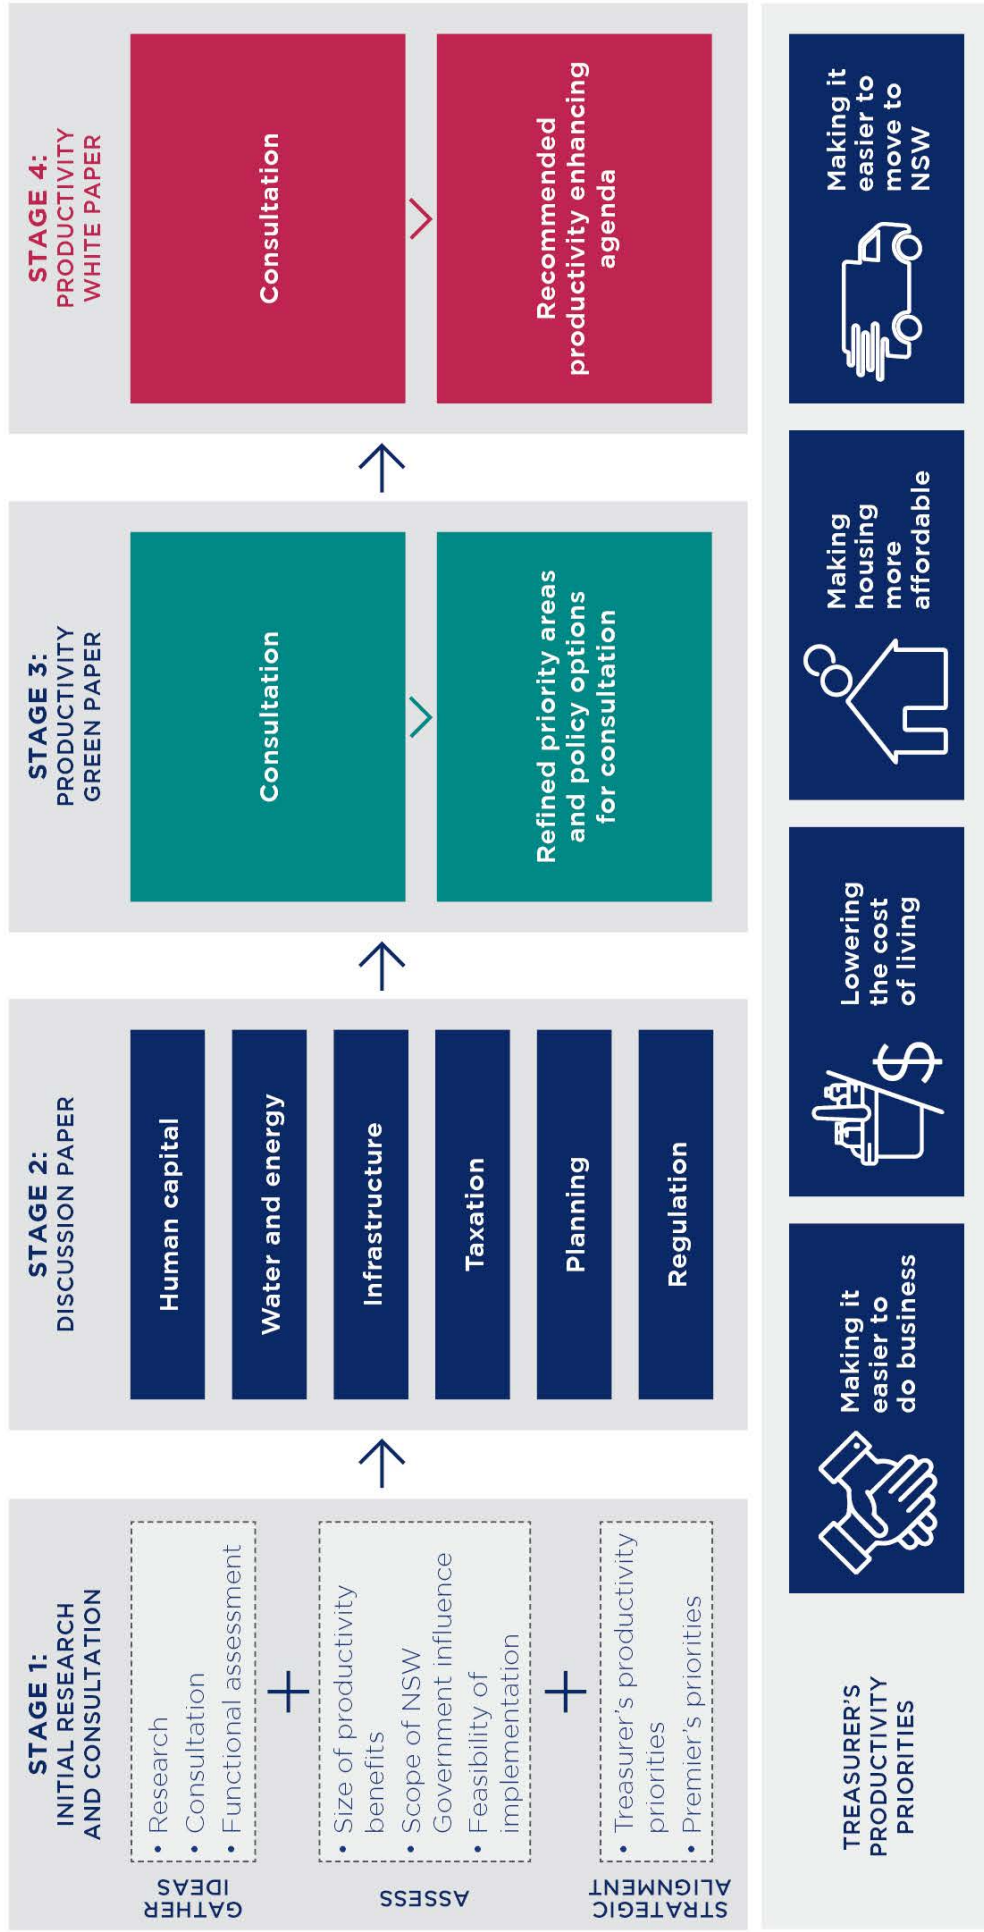 STAGE 1:
INITIAL RESEARCH
AND CONSULTATION
GATHER
IDEAS
• Research
• Consultation
• Functional assessment
+
ASSESS
• Size of productivity
benefits
• Scope of NSW
Government influence
• Feasibility of
implementation
+
STRATEGIC
ALIGNMENT
• Treasurer's productivity
priorities
• Premier's priorities
STAGE 2:
DISCUSSION PAPER
Human capital
Water and energy
Infrastructure
Taxation
Planning
Regulation
STAGE 3:
PRODUCTIVITY
GREEN PAPER
Consultation
Refined priority areas
and policy options
for consultation
STAGE 4:
PRODUCTIVITY
WHITE PAPER
Consultation
Recommended
productivity enhancing
agenda
TREASURER'S
PRODUCTIVITY
PRIORITIES
Making it
easier to
do business
$
Lowering
the cost
of living
Making
housing
more
affordable
Making it
easier to
move to
NSW